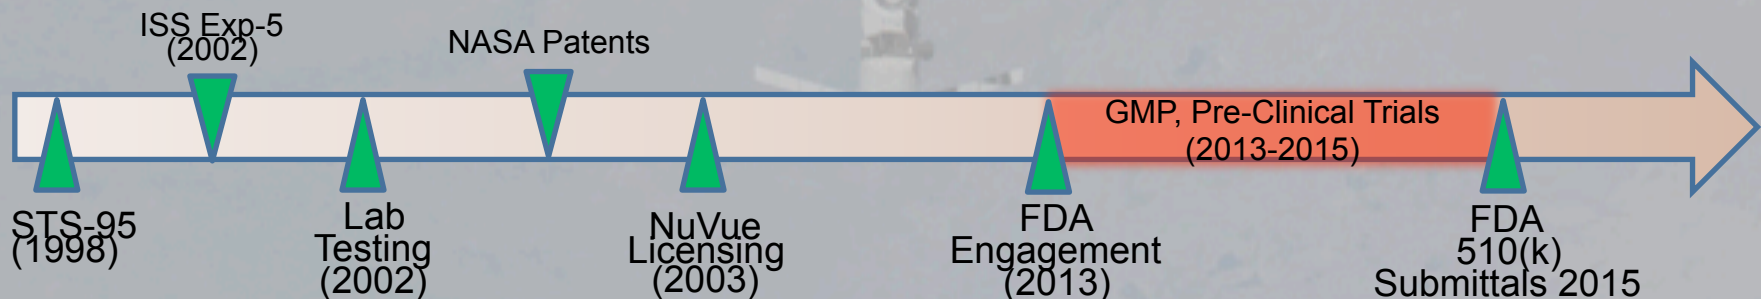 ISS Exp-5
(2002)
NASA Patents
GMP, Pre-Clinical Trials
(2013-2015)
STS-95
(1998)
Lab
Testing
(2002)
NuVue
Licensing
(2003)
FDA
Engagement
(2013)
FDA
510(k)
Submittals 2015